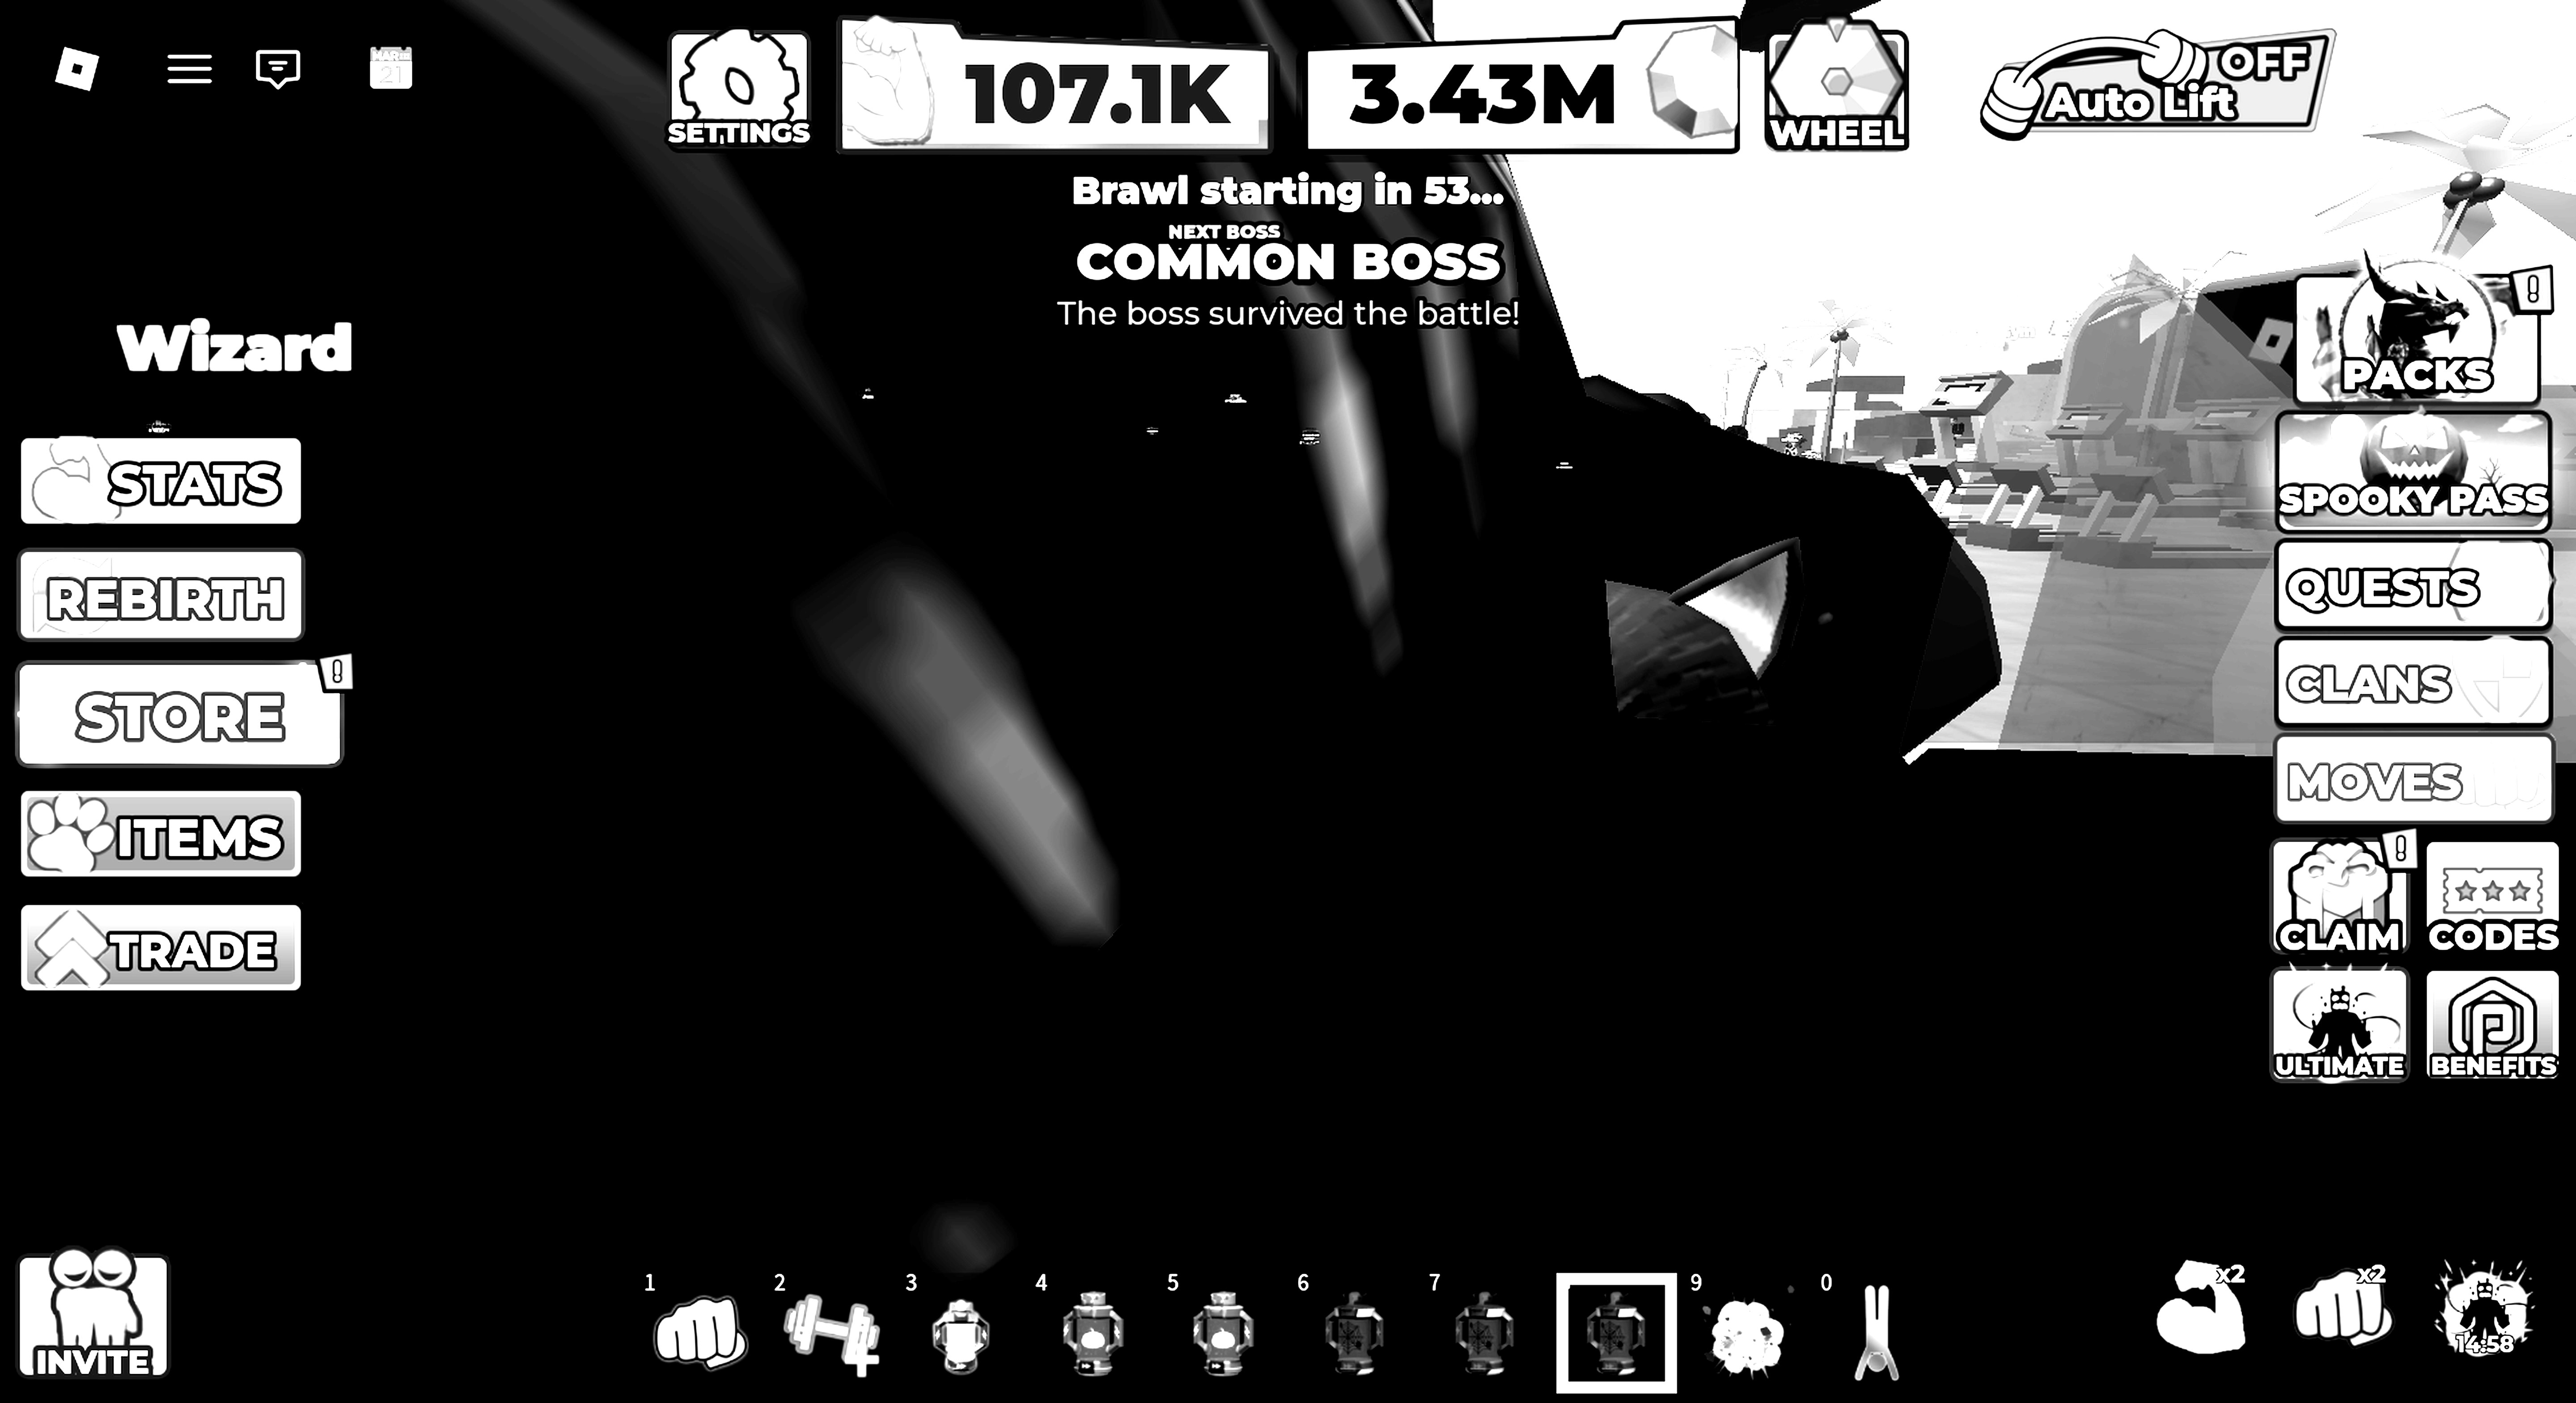 21
SETTINGS
107.1K
3.43M
WHEEL
OFF
Auto Lift
Brawl starting in 53...
NEXT BOSS
COMMON BOSS
The boss survived the battle!
Wizard
STATS
REBIRTH
STORE
!
ITEMS
TRADE
INVITE
!
PACKS
SPOOKY PASS
QUESTS
CLANS
MOVES
!
CLAIM
CODES
ULTIMATE
BENEFITS
1
2
3
4
5
6
7
9
0
x2
x2
14:58